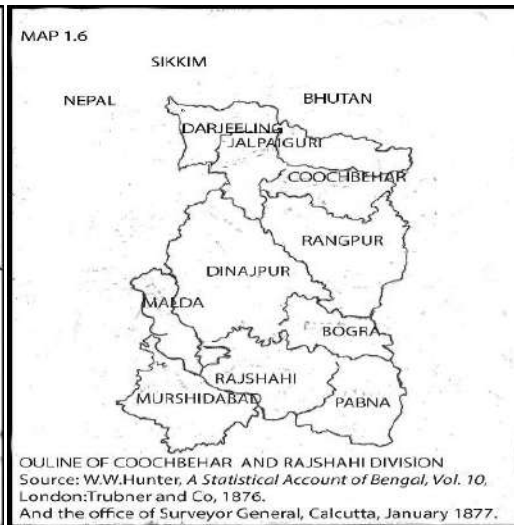 MAP 1.6
SIKKIM
NEPAL
BHUTAN
DARJEELING
JALPAIGURI
COOCHBEHAR
RANGPUR
DINAJPUR
MALDA
BOGRA
RAJSHAHI
MURSHIDABAD
PABNA
OULINE OF COOCHBEHAR AND RAJSHAHI DIVISION
Source: W.W.Hunter, A Statistical Account of Bengal, Vol. 10,
London:Trubner and Co, 1876.
And the office of Surveyor General, Calcutta, January 1877.